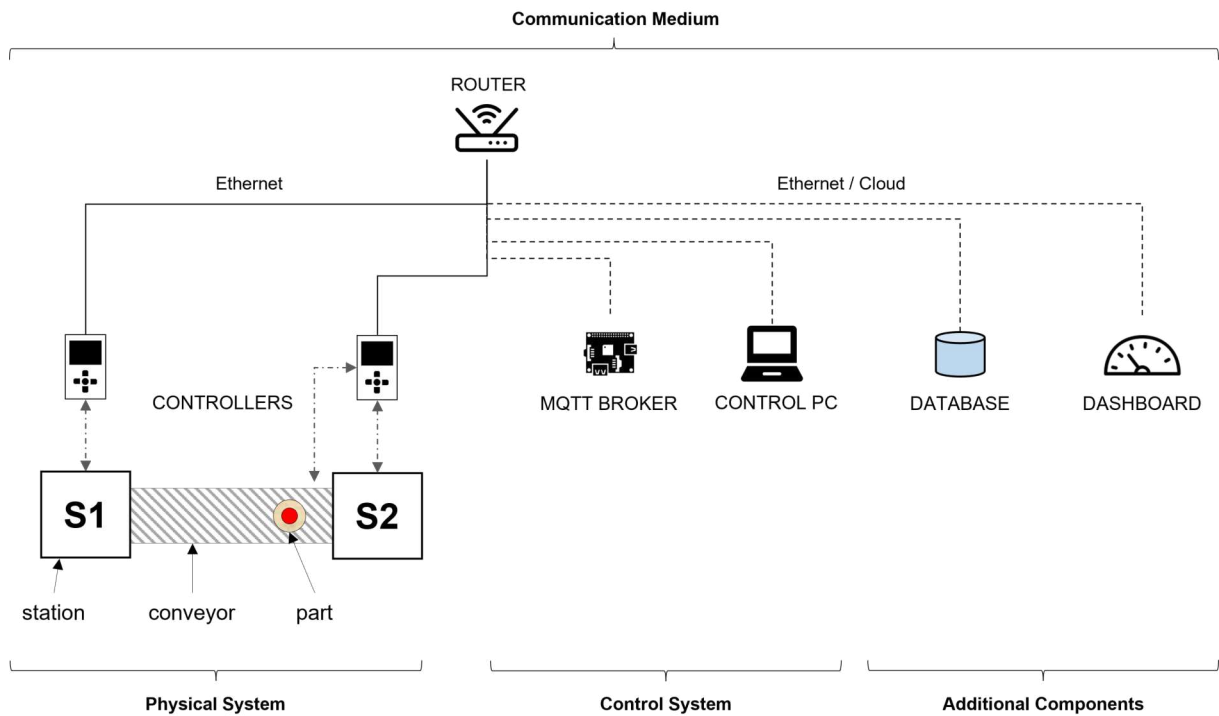 Communication Medium
ROUTER
Ethernet
Ethernet / Cloud
CONTROLLERS
MQTT BROKER
CONTROL PC
DATABASE
DASHBOARD
S1
S2
station
conveyor
part
Physical System
Control System
Additional Components